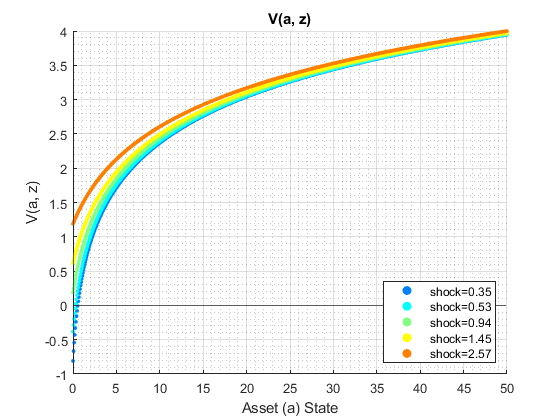 V(a, z)
4
3.5
3
2.5
2
1.5
1
0.5
0
-0.5
-1
V(a, z)
0 5 10 15 20 25 30 35 40 45 50
Asset (a) State
shock=0.35
shock=0.53
shock=0.94
shock=1.45
shock=2.57